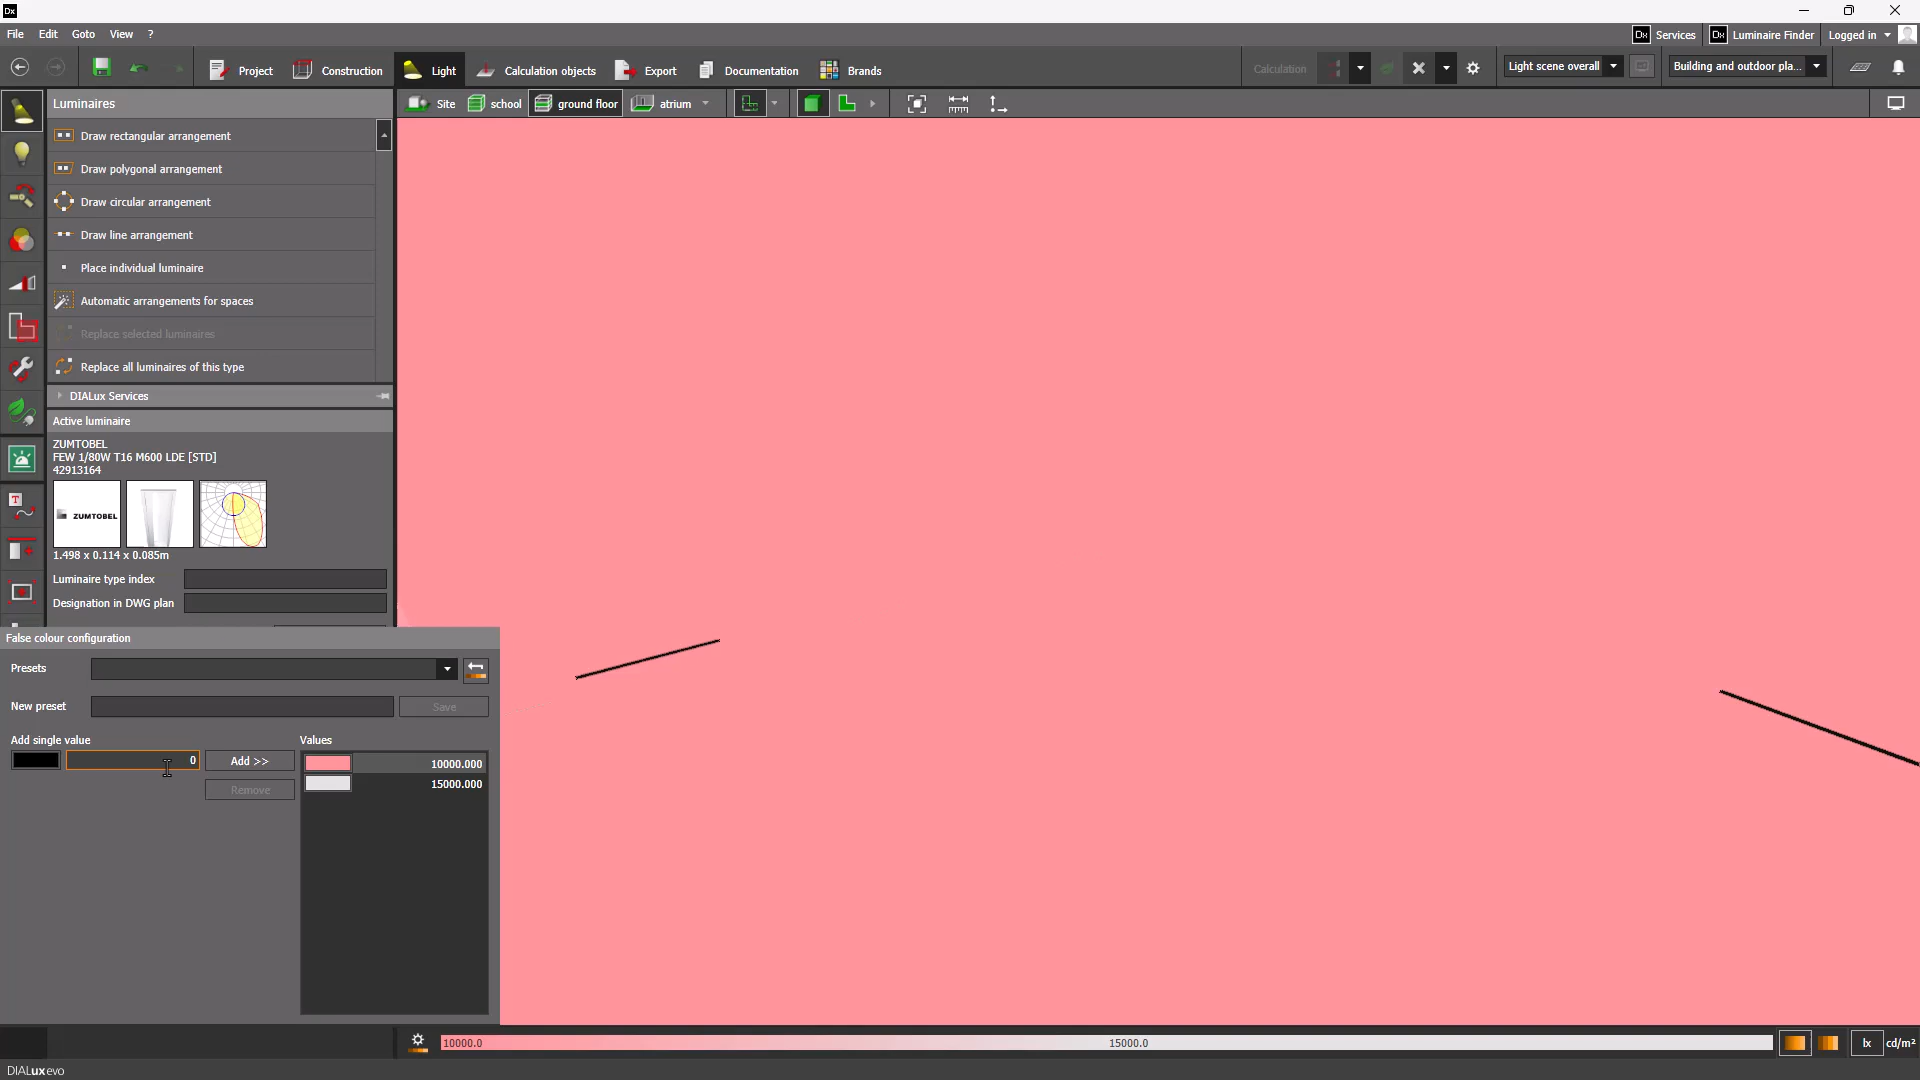 Dx
File Edit Goto View ?
Dx Services Dx Luminaire Finder Logged in
Project Construction Light Calculation objects Export Documentation Brands
Calculation Light scene overall Building and outdoor pla...
Luminaires
Site school ground floor atrium
Draw rectangular arrangement
Draw polygonal arrangement
Draw circular arrangement
Draw line arrangement
Place individual luminaire
Automatic arrangements for spaces
Replace selected luminaires
Replace all luminaires of this type
DIALux Services
Active luminaire
ZUMTOBEL
FEW 1/80W T16 M600 LDE [STD]
42913164
ZUMTOBEL
1.498 x 0.114 x 0.085m
Luminaire type index
Designation in DWG plan
False colour configuration
Presets
New preset Save
Add single value Values
0 Add >> 10000.000
Remove 15000.000
10000.0 15000.0 lx cd/m²
DIALux evo